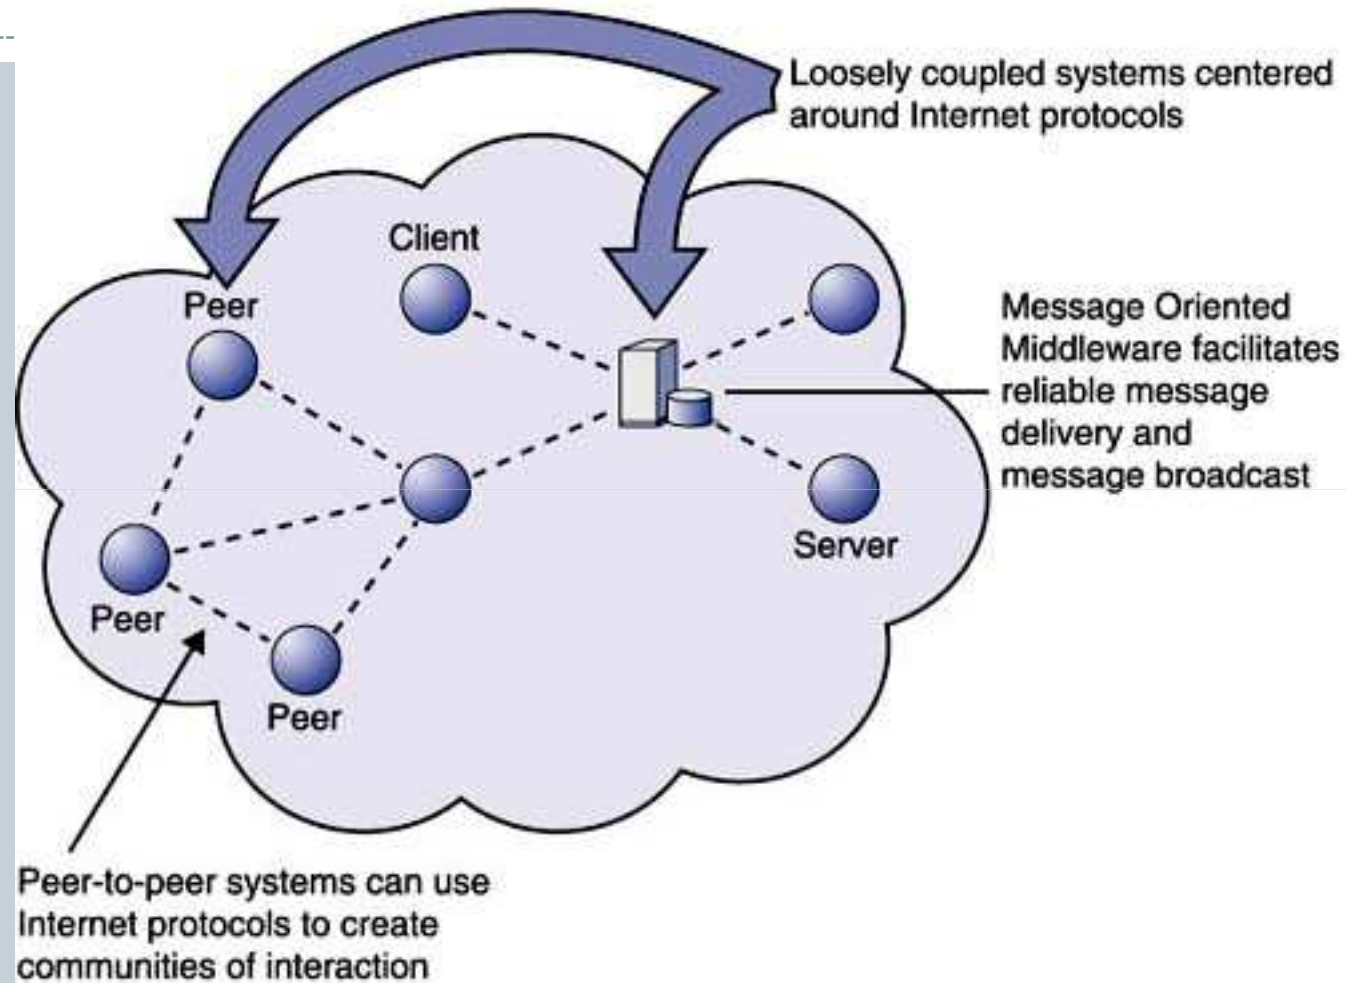 Loosely coupled systems centered
around Internet protocols
Client
Peer
Message Oriented
Middleware facilitates
reliable message
delivery and
message broadcast
Server
Peer
Peer
Peer-to-peer systems can use
Internet protocols to create
communities of interaction